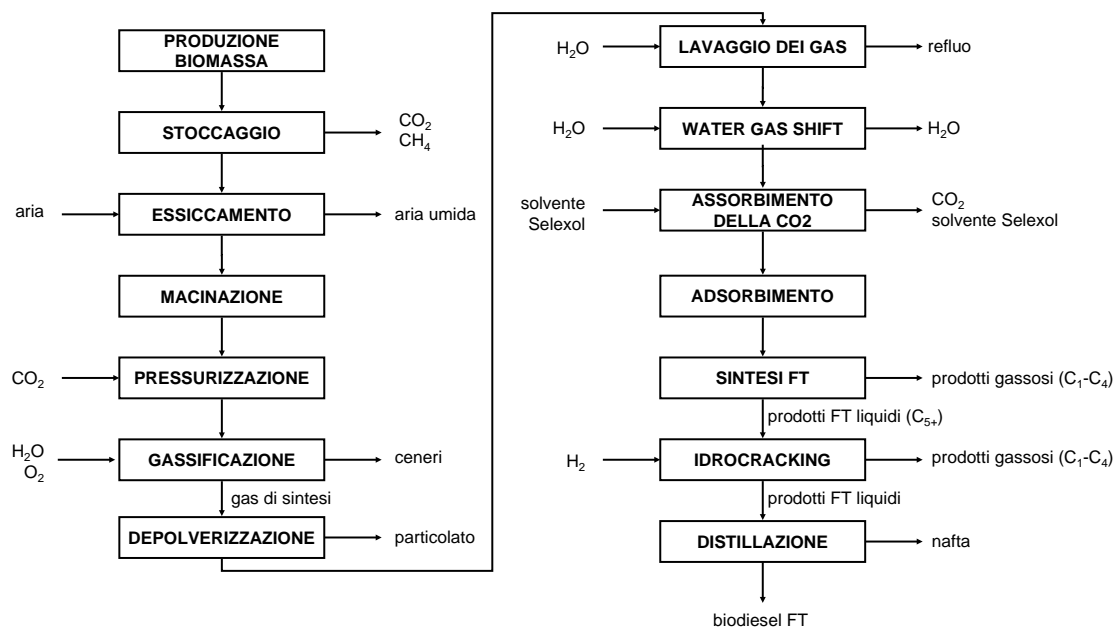 PRODUZIONE
BIOMASSA
STOCCAGGIO
CO₂
CH₄
aria
ESSICCAMENTO
aria umida
MACINAZIONE
CO₂
PRESSURIZZAZIONE
H₂O
O₂
GASSIFICAZIONE
ceneri
gas di sintesi
DEPOLVERIZZAZIONE
particolato
H₂O
LAVAGGIO DEI GAS
refluo
H₂O
WATER GAS SHIFT
H₂O
solvente
Selexol
ASSORBIMENTO
DELLA CO2
CO₂
solvente Selexol
ADSORBIMENTO
SINTESI FT
prodotti gassosi (C₁-C₄)
prodotti FT liquidi (C₅₊)
H₂
IDROCRACKING
prodotti gassosi (C₁-C₄)
prodotti FT liquidi
DISTILLAZIONE
nafta
biodiesel FT